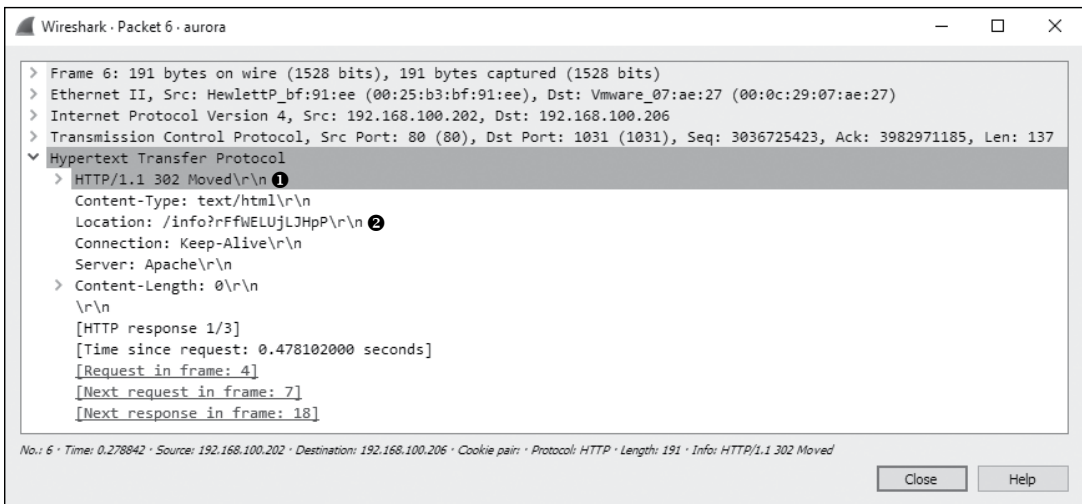 Wireshark · Packet 6 · aurora
Frame 6: 191 bytes on wire (1528 bits), 191 bytes captured (1528 bits)
Ethernet II, Src: HewlettP_bf:91:ee (00:25:b3:bf:91:ee), Dst: Vmware_07:ae:27 (00:0c:29:07:ae:27)
Internet Protocol Version 4, Src: 192.168.100.202, Dst: 192.168.100.206
Transmission Control Protocol, Src Port: 80 (80), Dst Port: 1031 (1031), Seq: 3036725423, Ack: 3982971185, Len: 137
Hypertext Transfer Protocol
HTTP/1.1 302 Moved\r\n ❶
Content-Type: text/html\r\n
Location: /info?rFfWELUjLJHpP\r\n ❷
Connection: Keep-Alive\r\n
Server: Apache\r\n
Content-Length: 0\r\n
\r\n
[HTTP response 1/3]
[Time since request: 0.478102000 seconds]
[Request in frame: 4]
[Next request in frame: 7]
[Next response in frame: 18]
No.: 6 · Time: 0.278842 · Source: 192.168.100.202 · Destination: 192.168.100.206 · Cookie pair: · Protocol: HTTP · Length: 191 · Info: HTTP/1.1 302 Moved
Close Help